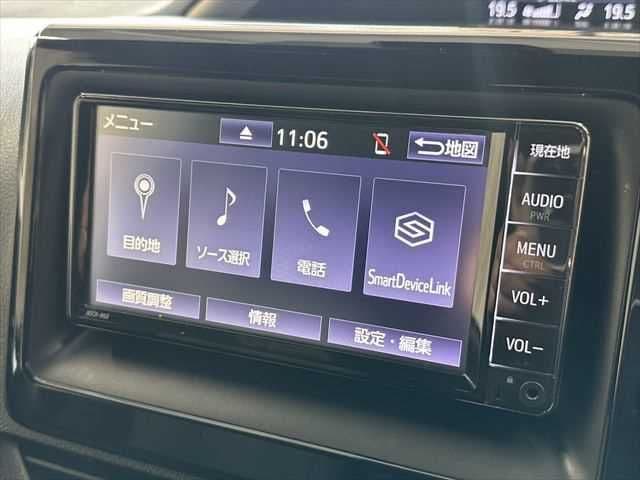 19.5 19.5
メニュー
11:06
地図
現在地
目的地
ソース選択
電話
SmartDeviceLink
AUDIO
PWR
MENU
CTRL
VOL+
VOL−
画質調整
情報
設定・編集